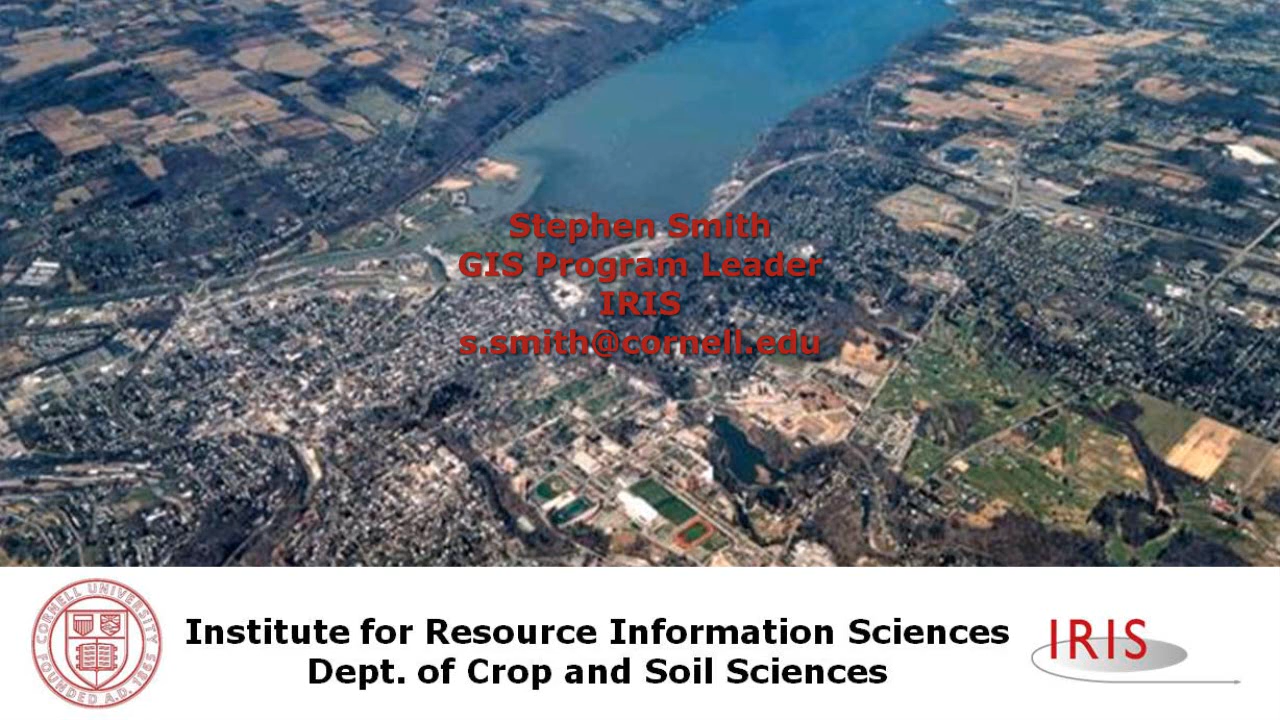 Stephen Smith
GIS Program Leader
IRIS
s.smith@cornell.edu
CORNELL UNIVERSITY
FOUNDED A.D. 1865
Institute for Resource Information Sciences
Dept. of Crop and Soil Sciences
IRIS